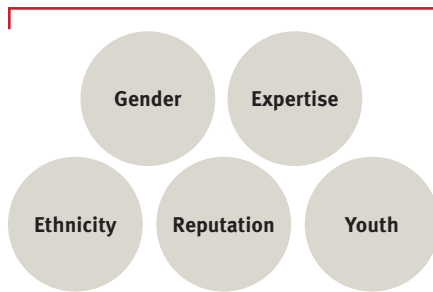 Gender
Expertise
Ethnicity
Reputation
Youth